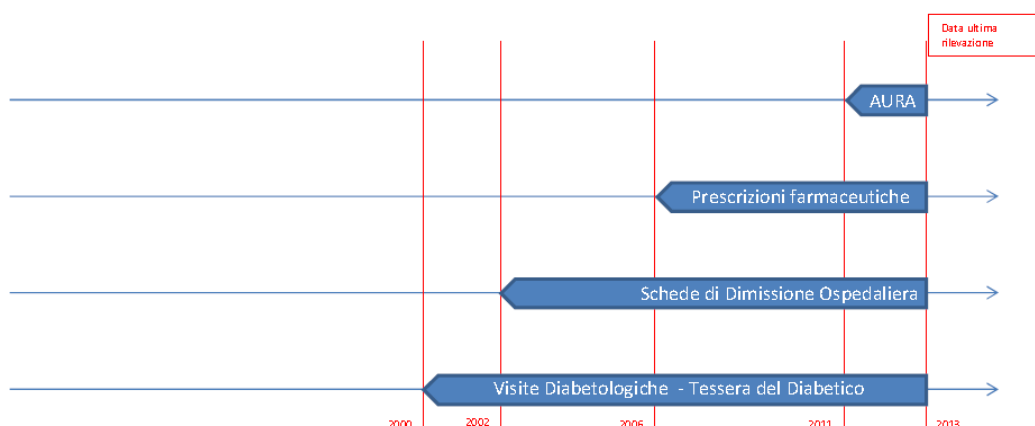 Data ultima
rilevazione
AURA
Prescrizioni farmaceutiche
Schede di Dimissione Ospedaliera
Visite Diabetologiche - Tessera del Diabetico
2000
2002
2006
2011
2013